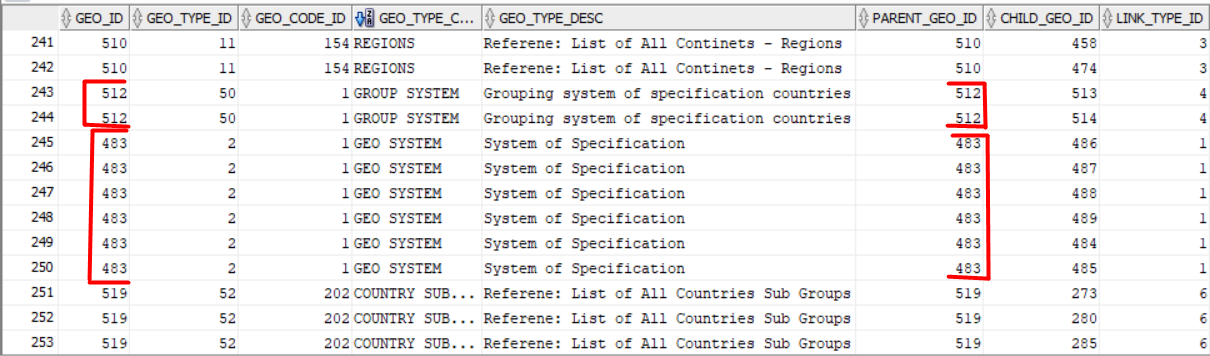 GEO_ID GEO_TYPE_ID GEO_CODE_ID GEO_TYPE_C... GEO_TYPE_DESC PARENT_GEO_ID CHILD_GEO_ID LINK_TYPE_ID
241 510 11 154 REGIONS Referene: List of All Continets - Regions 510 458 3
242 510 11 154 REGIONS Referene: List of All Continets - Regions 510 474 3
243 512 50 1 GROUP SYSTEM Grouping system of specification countries 512 513 4
244 512 50 1 GROUP SYSTEM Grouping system of specification countries 512 514 4
245 483 2 1 GEO SYSTEM System of Specification 483 486 1
246 483 2 1 GEO SYSTEM System of Specification 483 487 1
247 483 2 1 GEO SYSTEM System of Specification 483 488 1
248 483 2 1 GEO SYSTEM System of Specification 483 489 1
249 483 2 1 GEO SYSTEM System of Specification 483 484 1
250 483 2 1 GEO SYSTEM System of Specification 483 485 1
251 519 52 202 COUNTRY SUB... Referene: List of All Countries Sub Groups 519 273 6
252 519 52 202 COUNTRY SUB... Referene: List of All Countries Sub Groups 519 280 6
253 519 52 202 COUNTRY SUB... Referene: List of All Countries Sub Groups 519 285 6